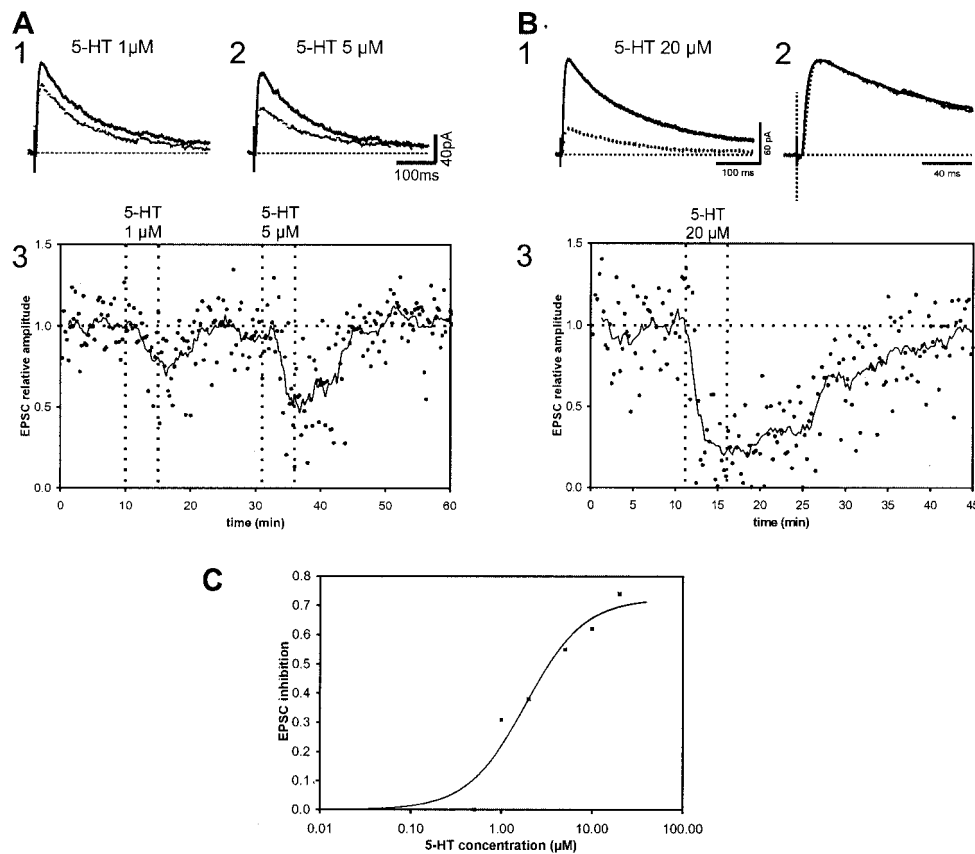 A
1
5-HT 1µM
2
5-HT 5 µM
40pA
100ms
B
1
5-HT 20 µM
2
60 pA
100 ms
40 ms
3
5-HT
1 µM
5-HT
5 µM
EPSC relative amplitude
1.5
1.0
0.5
0.0
0
10
20
30
40
50
60
time (min)
3
5-HT
20 µM
EPSC relative amplitude
1.5
1.0
0.5
0.0
0
5
10
15
20
25
30
35
40
45
time (min)
C
EPSC inhibition
0.8
0.7
0.6
0.5
0.4
0.3
0.2
0.1
0.0
0.01
0.10
1.00
10.00
100.00
5-HT concentration (µM)